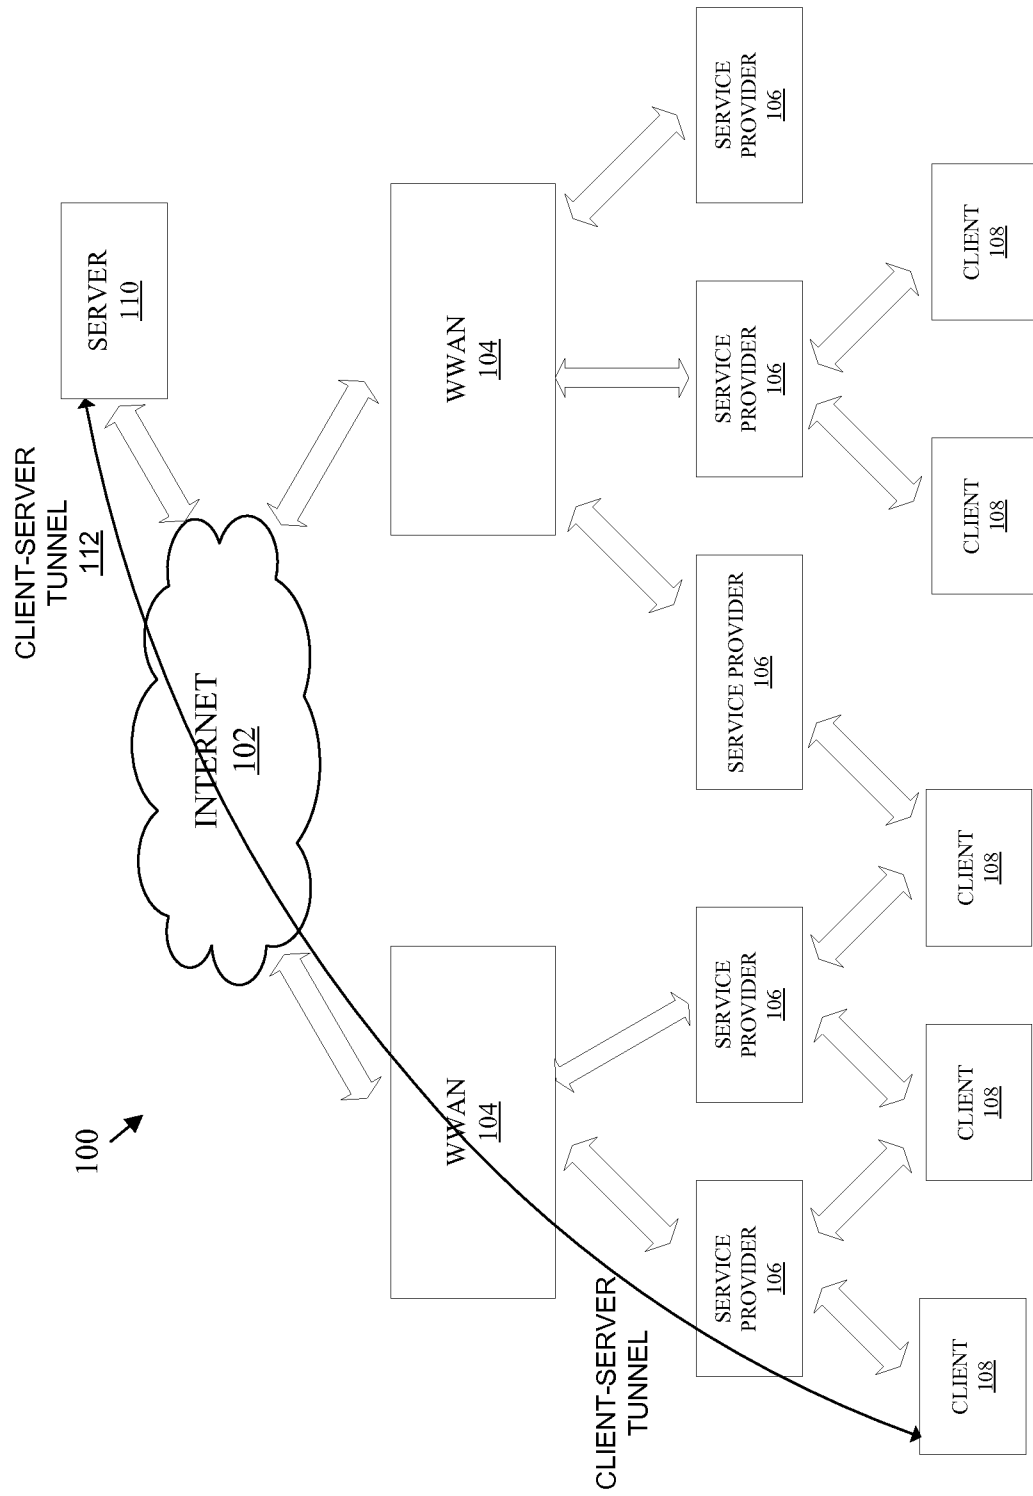 CLIENT-SERVER
TUNNEL
112
100
SERVER
110
INTERNET
102
WWAN
104
WWAN
104
CLIENT-SERVER
TUNNEL
SERVICE
PROVIDER
106
SERVICE
PROVIDER
106
SERVICE PROVIDER
106
SERVICE
PROVIDER
106
SERVICE
PROVIDER
106
CLIENT
108
CLIENT
108
CLIENT
108
CLIENT
108
CLIENT
108